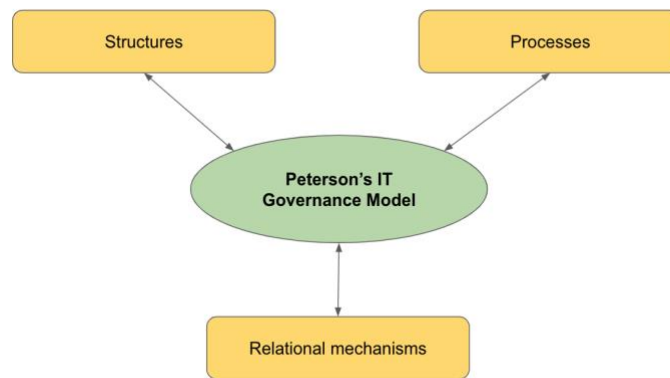 Structures
Processes
Peterson’s IT
Governance Model
Relational mechanisms